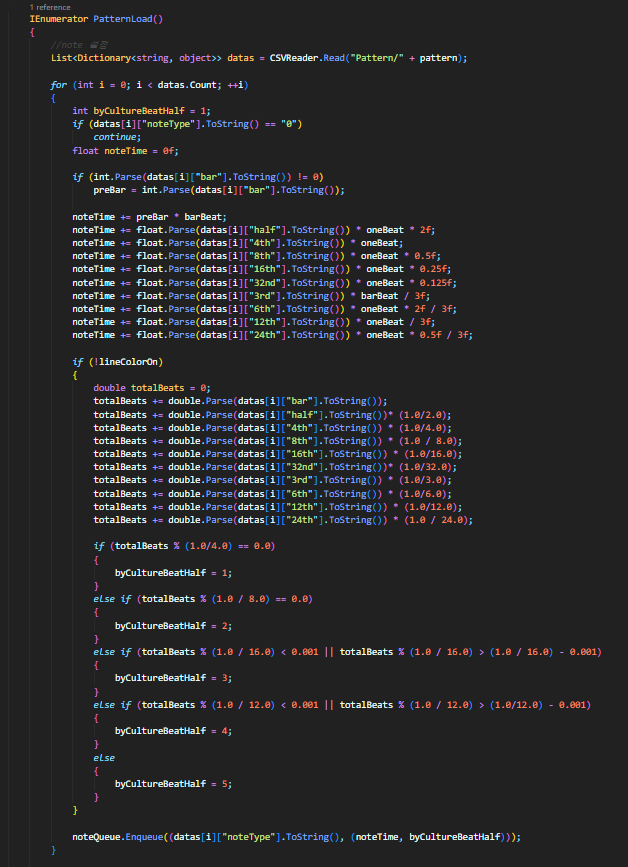 1 reference
IEnumerator PatternLoad()
{
//note
List<Dictionary<string, object>> datas = CSVReader.Read("Pattern/" + pattern);
for (int i = 0; i < datas.Count; ++i)
{
int byCultureBeatHalf = 1;
if (datas[i]["noteType"].ToString() == "0")
continue;
float noteTime = 0f;
if (int.Parse(datas[i]["bar"].ToString()) != 0)
preBar = int.Parse(datas[i]["bar"].ToString());
noteTime += preBar * barBeat;
noteTime += float.Parse(datas[i]["half"].ToString()) * oneBeat * 2f;
noteTime += float.Parse(datas[i]["4th"].ToString()) * oneBeat;
noteTime += float.Parse(datas[i]["8th"].ToString()) * oneBeat * 0.5f;
noteTime += float.Parse(datas[i]["16th"].ToString()) * oneBeat * 0.25f;
noteTime += float.Parse(datas[i]["32nd"].ToString()) * oneBeat * 0.125f;
noteTime += float.Parse(datas[i]["3rd"].ToString()) * barBeat / 3f;
noteTime += float.Parse(datas[i]["6th"].ToString()) * oneBeat * 2f / 3f;
noteTime += float.Parse(datas[i]["12th"].ToString()) * oneBeat / 3f;
noteTime += float.Parse(datas[i]["24th"].ToString()) * oneBeat * 0.5f / 3f;
if (!lineColorOn)
{
double totalBeats = 0;
totalBeats += double.Parse(datas[i]["bar"].ToString());
totalBeats += double.Parse(datas[i]["half"].ToString())* (1.0/2.0);
totalBeats += double.Parse(datas[i]["4th"].ToString()) * (1.0/4.0);
totalBeats += double.Parse(datas[i]["8th"].ToString()) * (1.0 / 8.0);
totalBeats += double.Parse(datas[i]["16th"].ToString()) * (1.0/16.0);
totalBeats += double.Parse(datas[i]["32nd"].ToString())* (1.0/32.0);
totalBeats += double.Parse(datas[i]["3rd"].ToString()) * (1.0/3.0);
totalBeats += double.Parse(datas[i]["6th"].ToString()) * (1.0/6.0);
totalBeats += double.Parse(datas[i]["12th"].ToString()) * (1.0/12.0);
totalBeats += double.Parse(datas[i]["24th"].ToString()) * (1.0 / 24.0);
if (totalBeats % (1.0/4.0) == 0.0)
{
byCultureBeatHalf = 1;
}
else if (totalBeats % (1.0 / 8.0) == 0.0)
{
byCultureBeatHalf = 2;
}
else if (totalBeats % (1.0 / 16.0) < 0.001 || totalBeats % (1.0 / 16.0) > (1.0 / 16.0) - 0.001)
{
byCultureBeatHalf = 3;
}
else if (totalBeats % (1.0 / 12.0) < 0.001 || totalBeats % (1.0 / 12.0) > (1.0/12.0) - 0.001)
{
byCultureBeatHalf = 4;
}
else
{
byCultureBeatHalf = 5;
}
}
noteQueue.Enqueue((datas[i]["noteType"].ToString(), (noteTime, byCultureBeatHalf)));
}